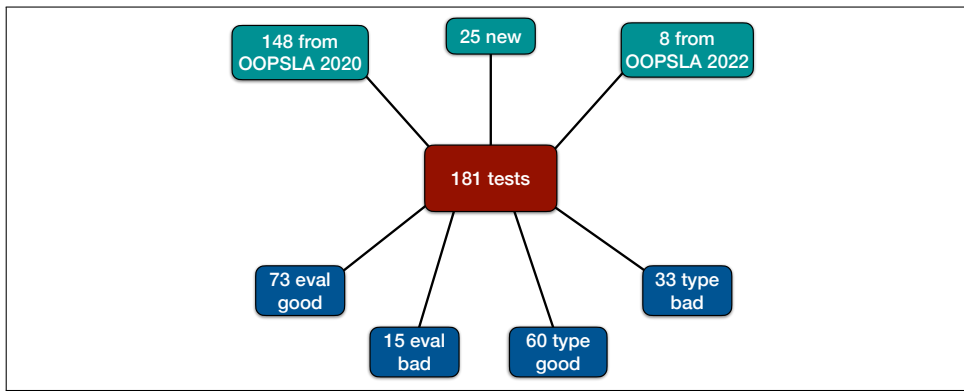 148 from
OOPSLA 2020
25 new
8 from
OOPSLA 2022
181 tests
73 eval
good
15 eval
bad
60 type
good
33 type
bad